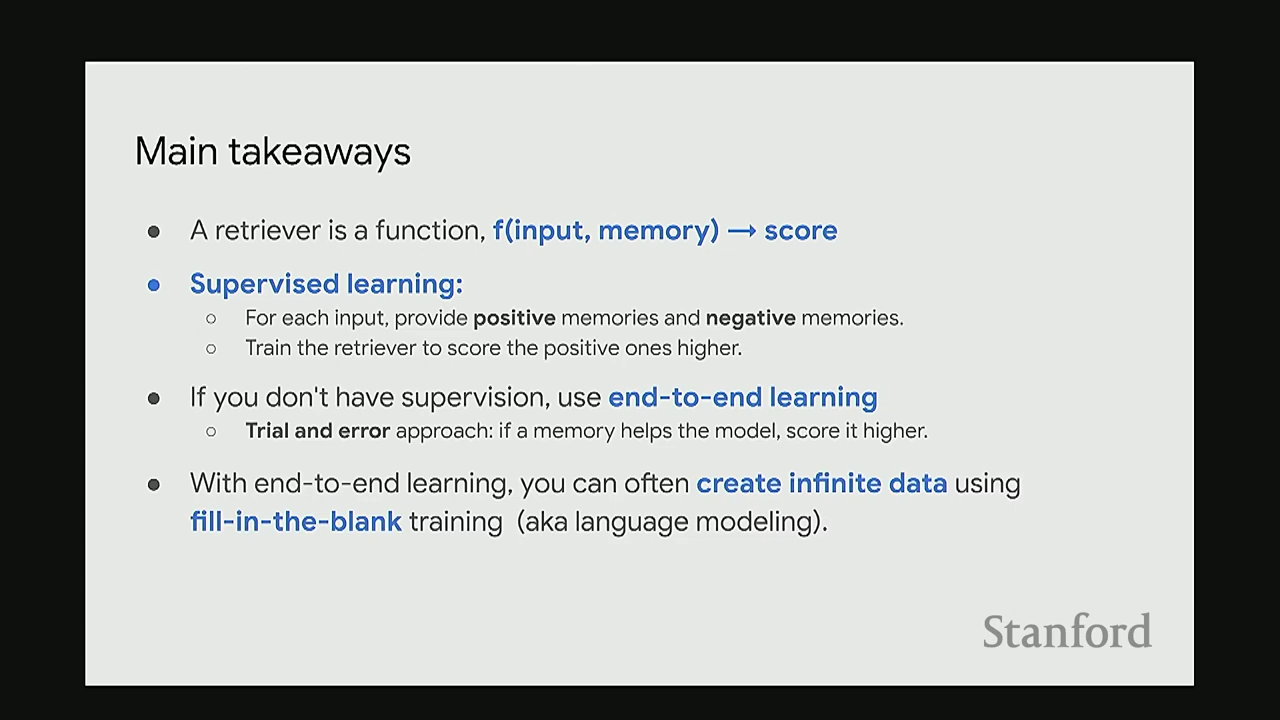 Main takeaways
● A retriever is a function, f(input, memory) → score
● Supervised learning:
○ For each input, provide positive memories and negative memories.
○ Train the retriever to score the positive ones higher.
● If you don't have supervision, use end-to-end learning
○ Trial and error approach: if a memory helps the model, score it higher.
● With end-to-end learning, you can often create infinite data using
fill-in-the-blank training (aka language modeling).
Stanford